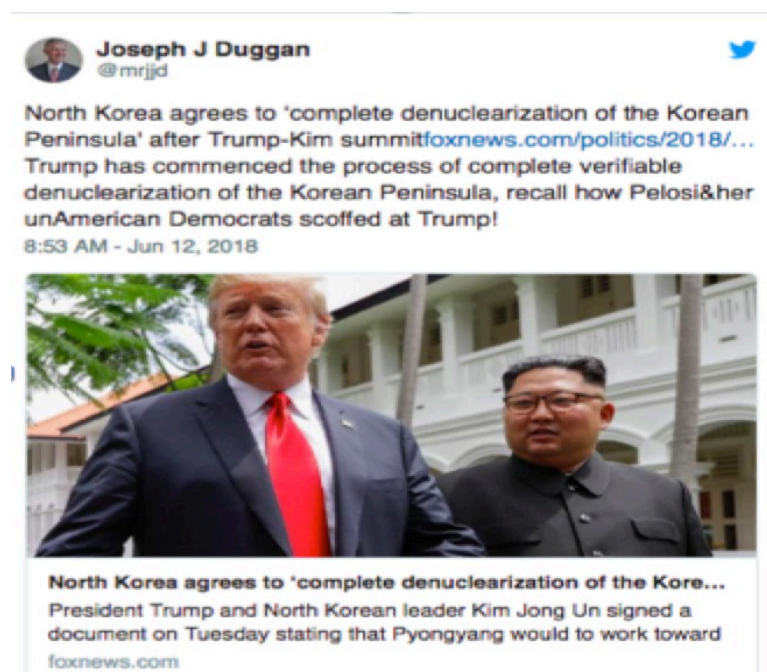 Joseph J Duggan
@mrjjd
North Korea agrees to ‘complete denuclearization of the Korean
Peninsula’ after Trump-Kim summitfoxnews.com/politics/2018/...
Trump has commenced the process of complete verifiable
denuclearization of the Korean Peninsula, recall how Pelosi&her
unAmerican Democrats scoffed at Trump!
8:53 AM - Jun 12, 2018
North Korea agrees to ‘complete denuclearization of the Kore...
President Trump and North Korean leader Kim Jong Un signed a
document on Tuesday stating that Pyongyang would to work toward
foxnews.com